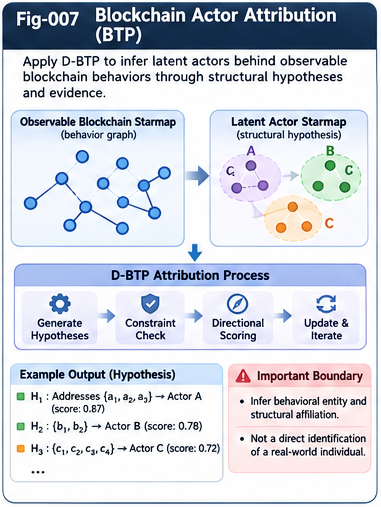 Fig-007 Blockchain Actor Attribution
(BTP)
Apply D-BTP to infer latent actors behind observable
blockchain behaviors through structural hypotheses
and evidence.
Observable Blockchain Starmap
(behavior graph)
Latent Actor Starmap
(structural hypothesis)
A
B
C
C
C
D-BTP Attribution Process
Generate
Hypotheses
Constraint
Check
Directional
Scoring
Update &
Iterate
Example Output (Hypothesis)
H₁ : Addresses {a₁, a₂, a₃} → Actor A
(score: 0.87)
H₂ : {b₁, b₂} → Actor B (score: 0.78)
H₃ : {c₁, c₂, c₃, c₄} → Actor C (score: 0.72)
...
Important Boundary
• Infer behavioral entity and
structural affiliation.
• Not a direct identification
of a real-world individual.